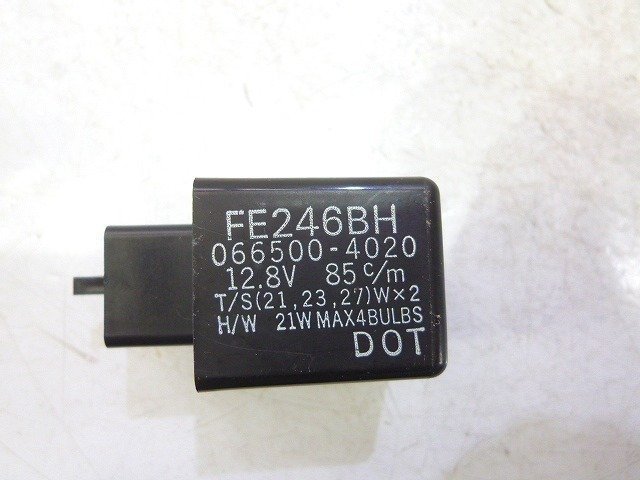 FE246BH
066500-4020
12.8V 85c/m
T/S(21,23,27)W×2
H/W 21W MAX4BULBS
DOT